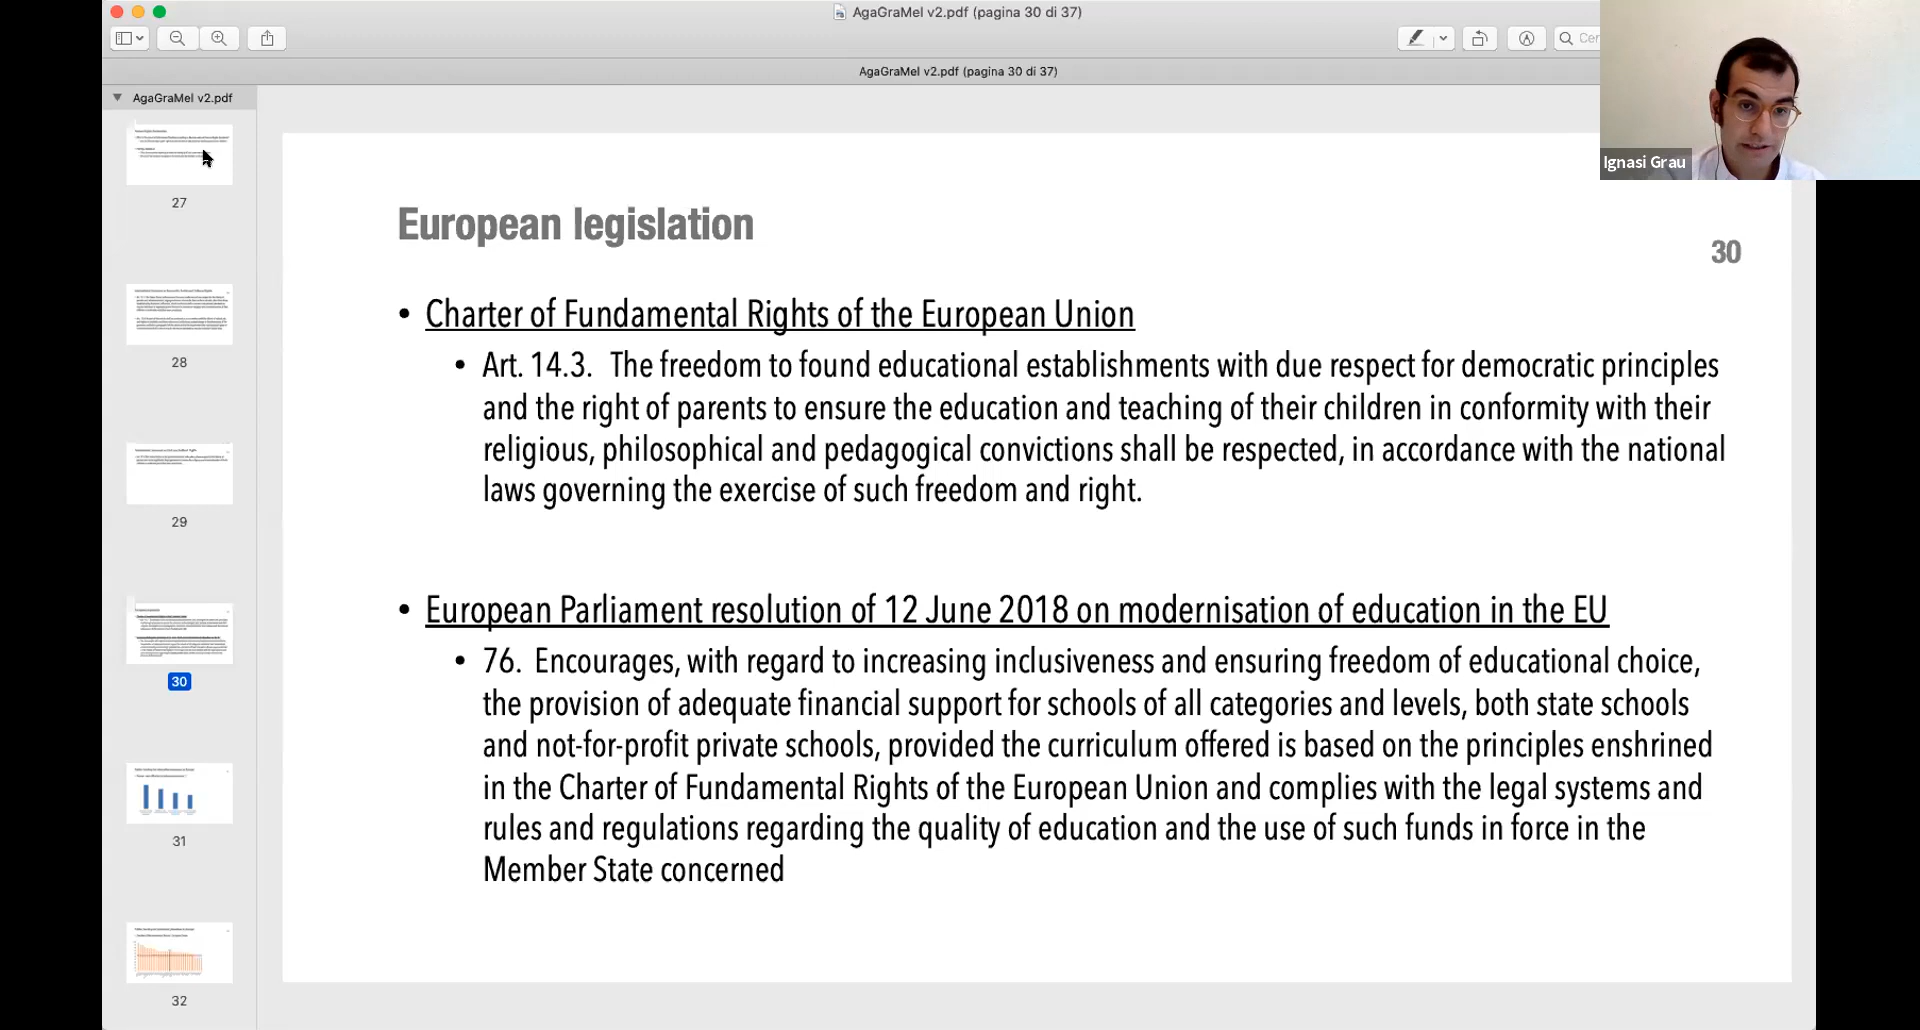 AgaGraMel v2.pdf (pagina 30 di 37)
Cer
AgaGraMel v2.pdf (pagina 30 di 37)
AgaGraMel v2.pdf
27
28
29
30
31
32
Ignasi Grau
European legislation
30
• Charter of Fundamental Rights of the European Union
• Art. 14.3. The freedom to found educational establishments with due respect for democratic principles
and the right of parents to ensure the education and teaching of their children in conformity with their
religious, philosophical and pedagogical convictions shall be respected, in accordance with the national
laws governing the exercise of such freedom and right.
• European Parliament resolution of 12 June 2018 on modernisation of education in the EU
• 76. Encourages, with regard to increasing inclusiveness and ensuring freedom of educational choice,
the provision of adequate financial support for schools of all categories and levels, both state schools
and not-for-profit private schools, provided the curriculum offered is based on the principles enshrined
in the Charter of Fundamental Rights of the European Union and complies with the legal systems and
rules and regulations regarding the quality of education and the use of such funds in force in the
Member State concerned